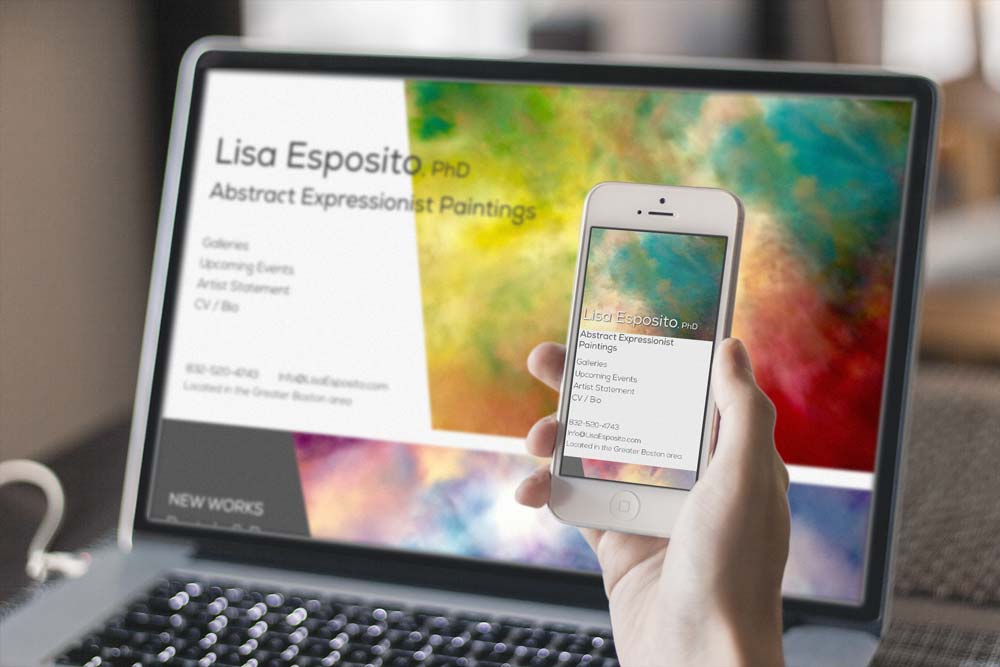 Lisa Esposito, PhD
Abstract Expressionist Paintings
Galleries
Upcoming Events
Artist Statement
CV / Bio
832-520-4743 Info@LisaEsposito.com
Located in the Greater Boston area
NEW WORKS
Lisa Esposito, PhD
Abstract Expressionist
Paintings
Galleries
Upcoming Events
Artist Statement
CV / Bio
832-520-4743
Info@LisaEsposito.com
Located in the Greater Boston area